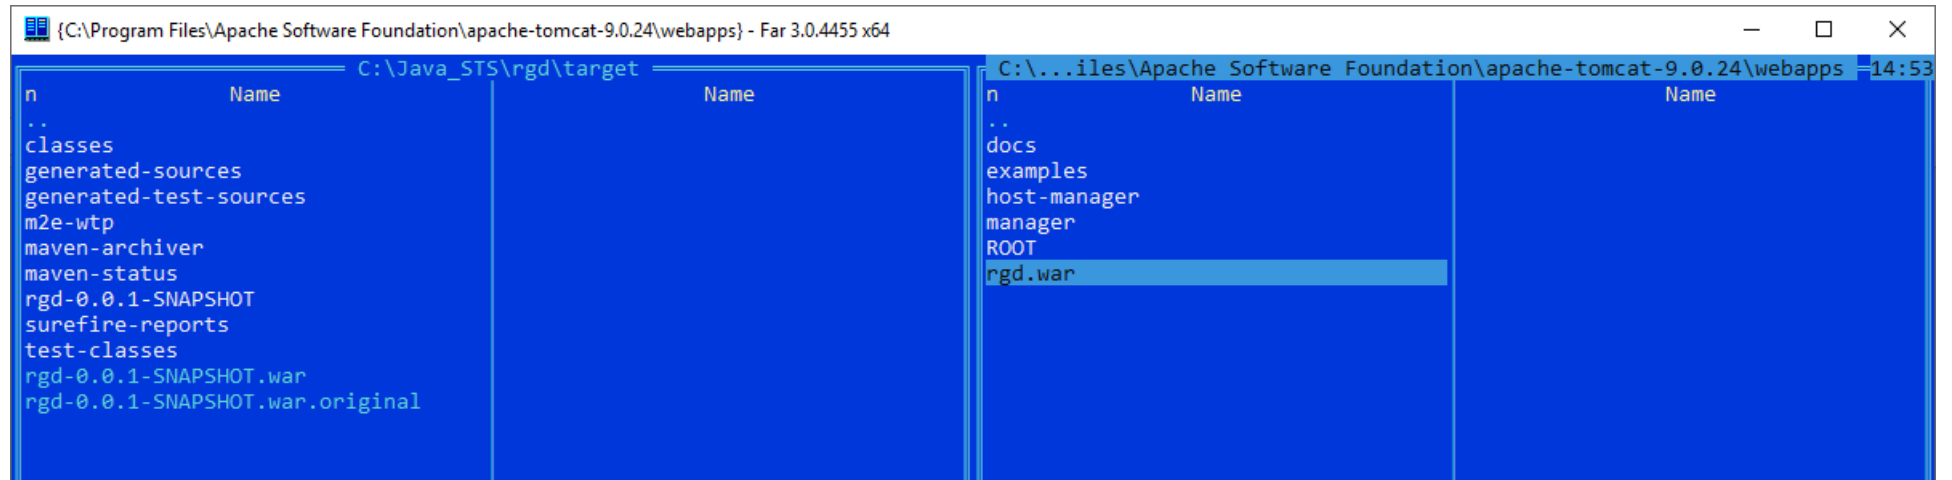 {C:\Program Files\Apache Software Foundation\apache-tomcat-9.0.24\webapps} - Far 3.0.4455 x64
C:\Java_STS\rgd\target
n Name Name
..
classes
generated-sources
generated-test-sources
m2e-wtp
maven-archiver
maven-status
rgd-0.0.1-SNAPSHOT
surefire-reports
test-classes
rgd-0.0.1-SNAPSHOT.war
rgd-0.0.1-SNAPSHOT.war.original
C:\...iles\Apache Software Foundation\apache-tomcat-9.0.24\webapps 14:53
n Name Name
..
docs
examples
host-manager
manager
ROOT
rgd.war